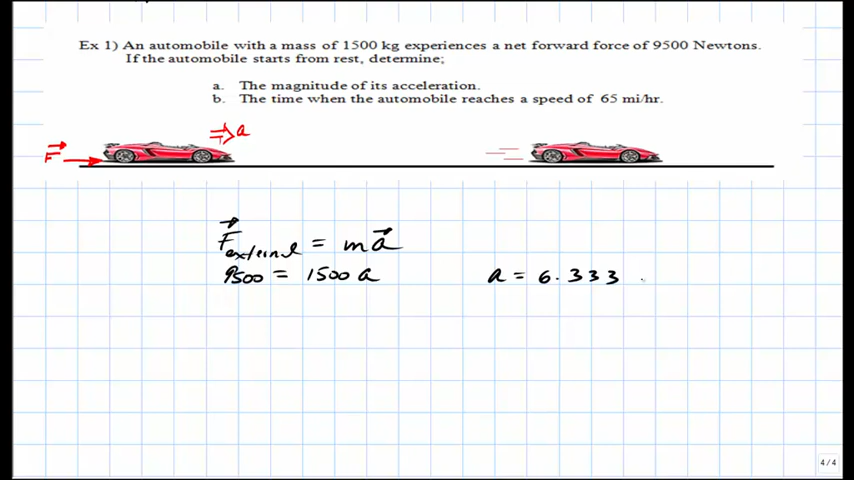 Ex 1) An automobile with a mass of 1500 kg experiences a net forward force of 9500 Newtons.
If the automobile starts from rest, determine;
a. The magnitude of its acceleration.
b. The time when the automobile reaches a speed of 65 mi/hr.
F a
F external = m a
9500 = 1500 a a = 6.333
4/4